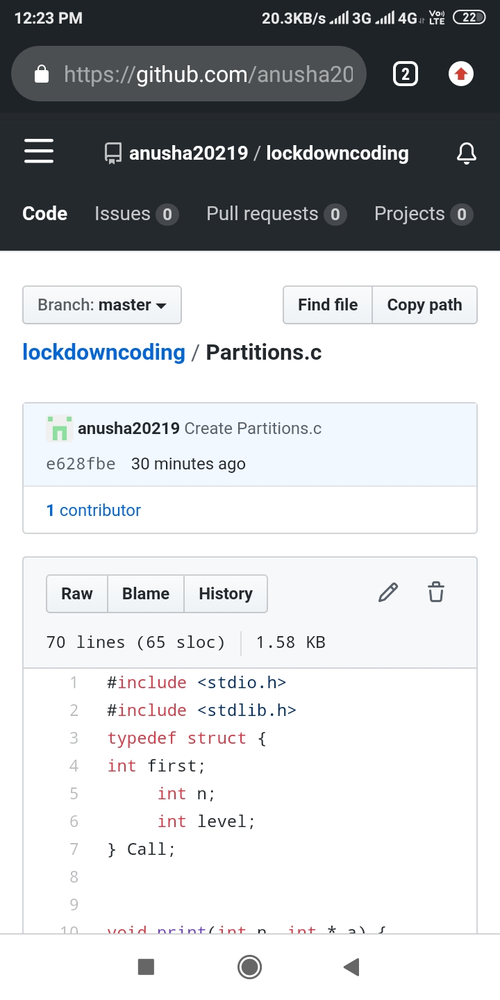 12:23 PM 20.3KB/s 3G 4G Vo)) LTE 22
https://github.com/anusha20 2
anusha20219 / lockdowncoding
Code Issues 0 Pull requests 0 Projects 0
Branch: master Find file Copy path
lockdowncoding / Partitions.c
anusha20219 Create Partitions.c
e628fbe 30 minutes ago
1 contributor
Raw Blame History
70 lines (65 sloc) 1.58 KB
1 #include <stdio.h>
2 #include <stdlib.h>
3 typedef struct {
4 int first;
5 int n;
6 int level;
7 } Call;
8
9
10 void print(int n, int * a) {